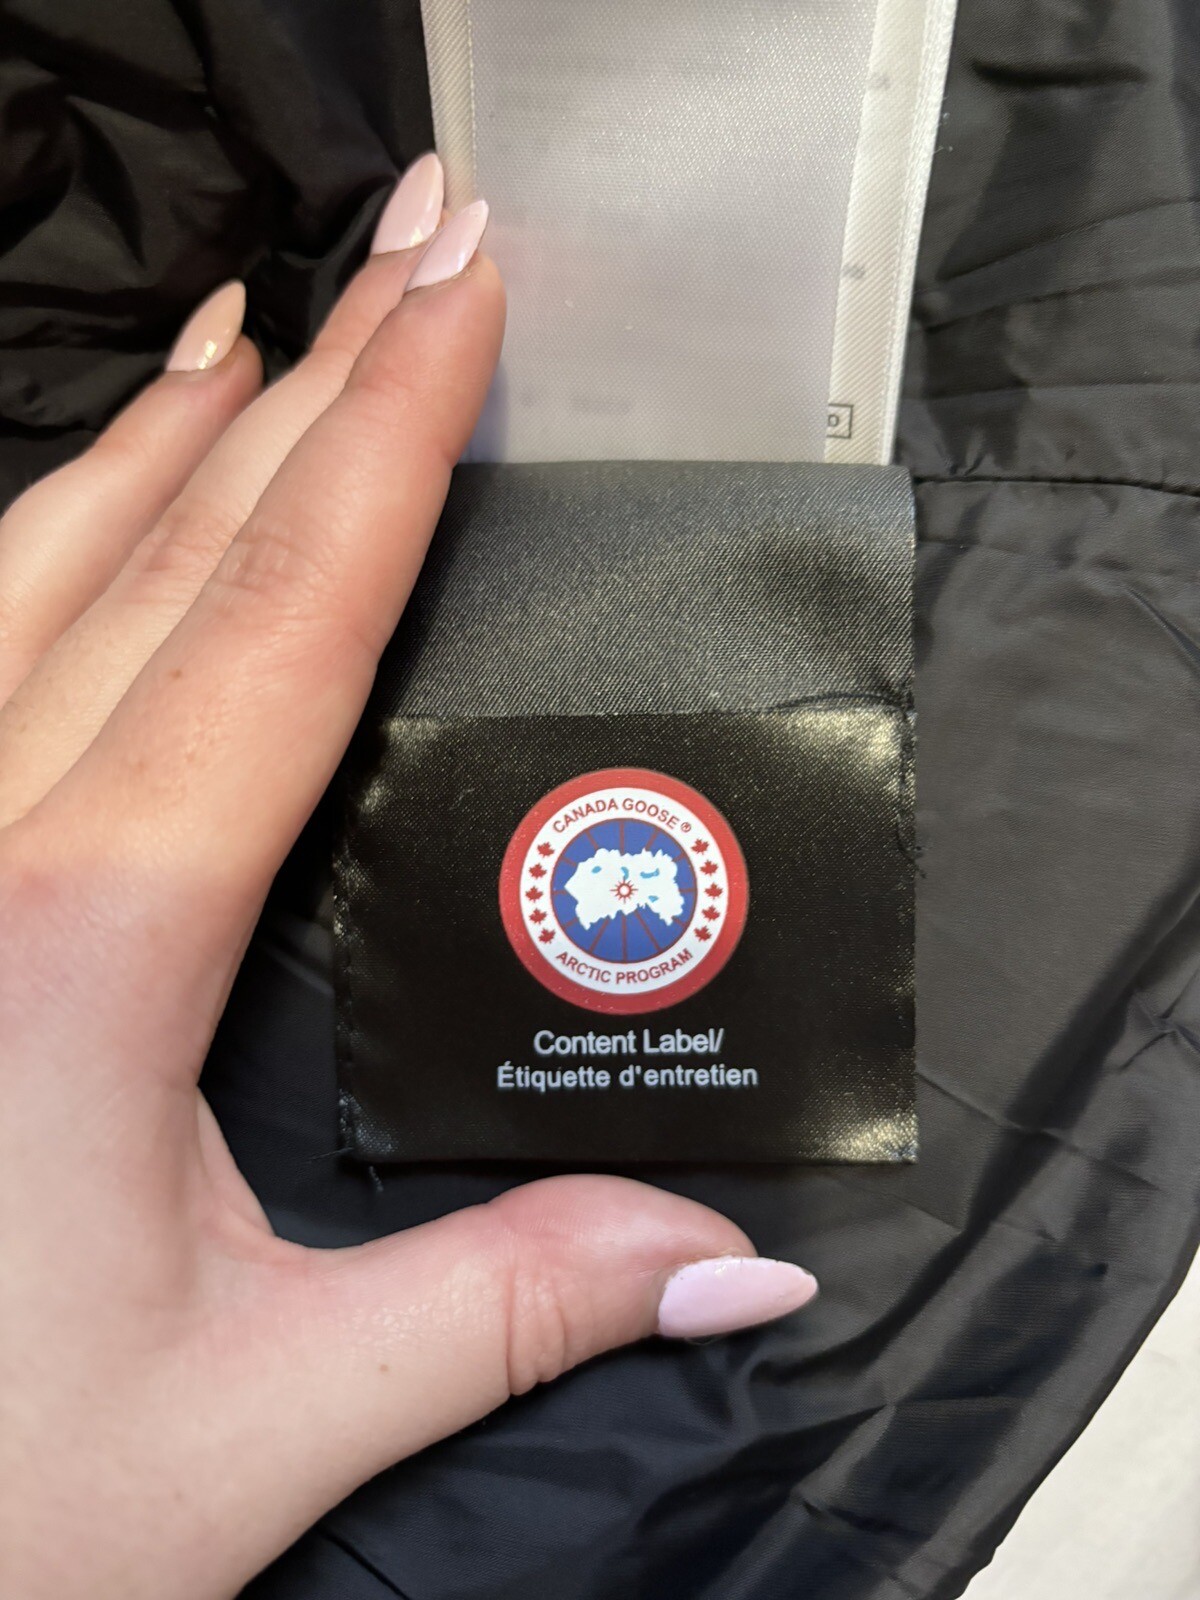 CANADA GOOSE®
ARCTIC PROGRAM
Content Label/
Étiquette d'entretien